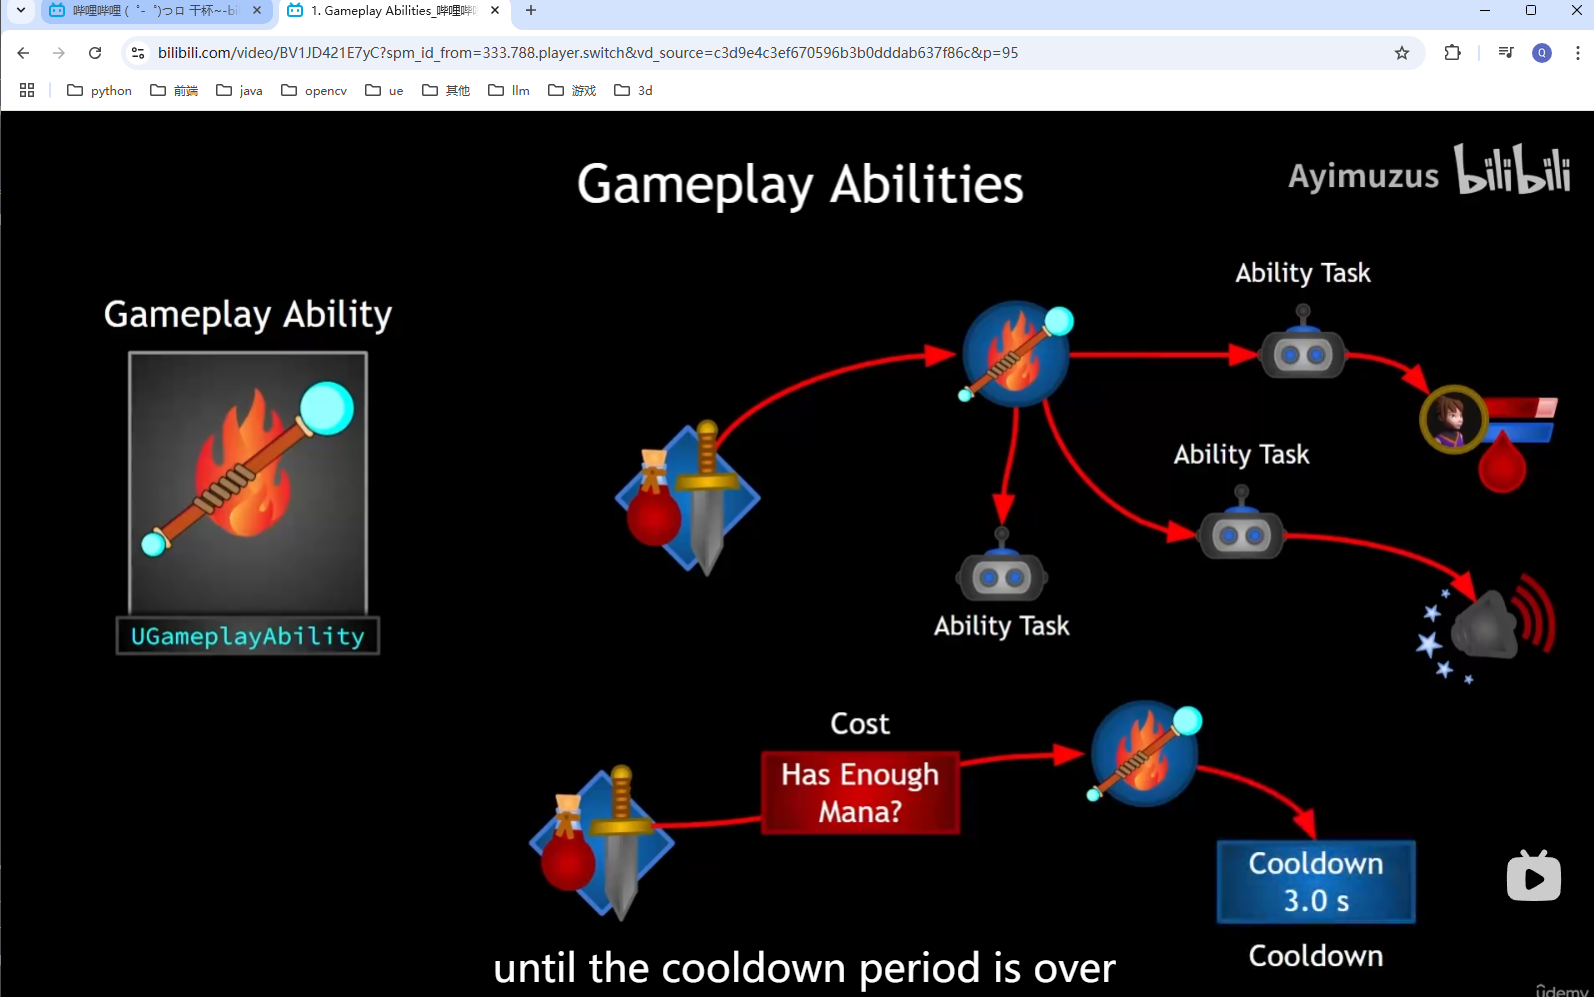 哔哩哔哩 (゜-゜)つロ 干杯~-bi
1. Gameplay Abilities_哔哩哔哩
bilibili.com/video/BV1JD421E7yC?spm_id_from=333.788.player.switch&vd_source=c3d9e4c3ef670596b3b0dddab637f86c&p=95
Q
python
前端
java
opencv
ue
其他
llm
游戏
3d
Gameplay Abilities
Ayimuzus bilibili
Ability Task
Gameplay Ability
Ability Task
UGameplayAbility
Ability Task
Cost
Has Enough
Mana?
Cooldown
3.0 s
Cooldown
until the cooldown period is over
ûdemy